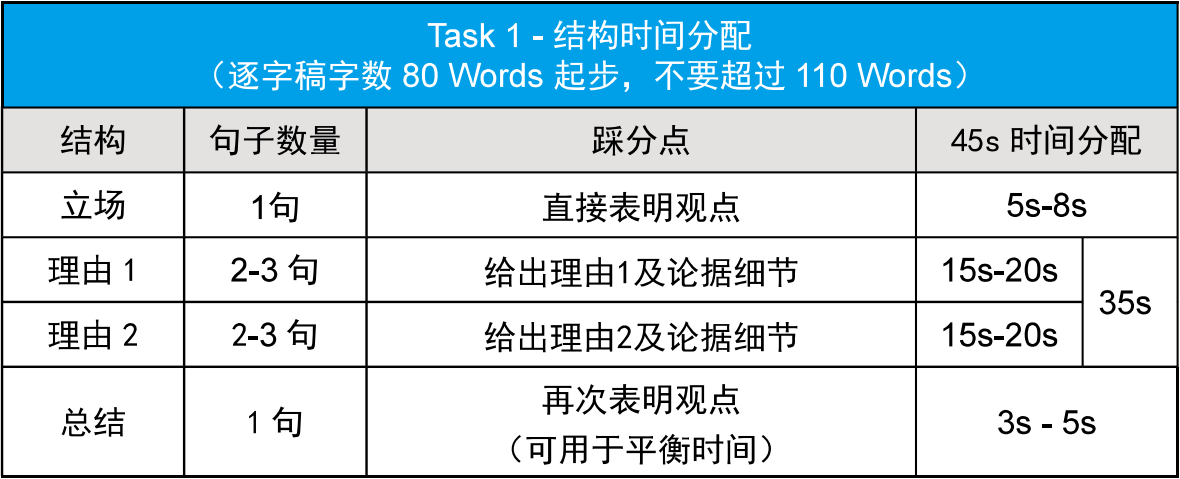 Task 1 - 结构时间分配
（逐字稿字数 80 Words 起步，不要超过 110 Words）
结构 句子数量 踩分点 45s 时间分配
立场 1句 直接表明观点 5s-8s
理由 1 2-3 句 给出理由1及论据细节 15s-20s
35s
理由 2 2-3 句 给出理由2及论据细节 15s-20s
总结 1 句 再次表明观点
（可用于平衡时间） 3s - 5s